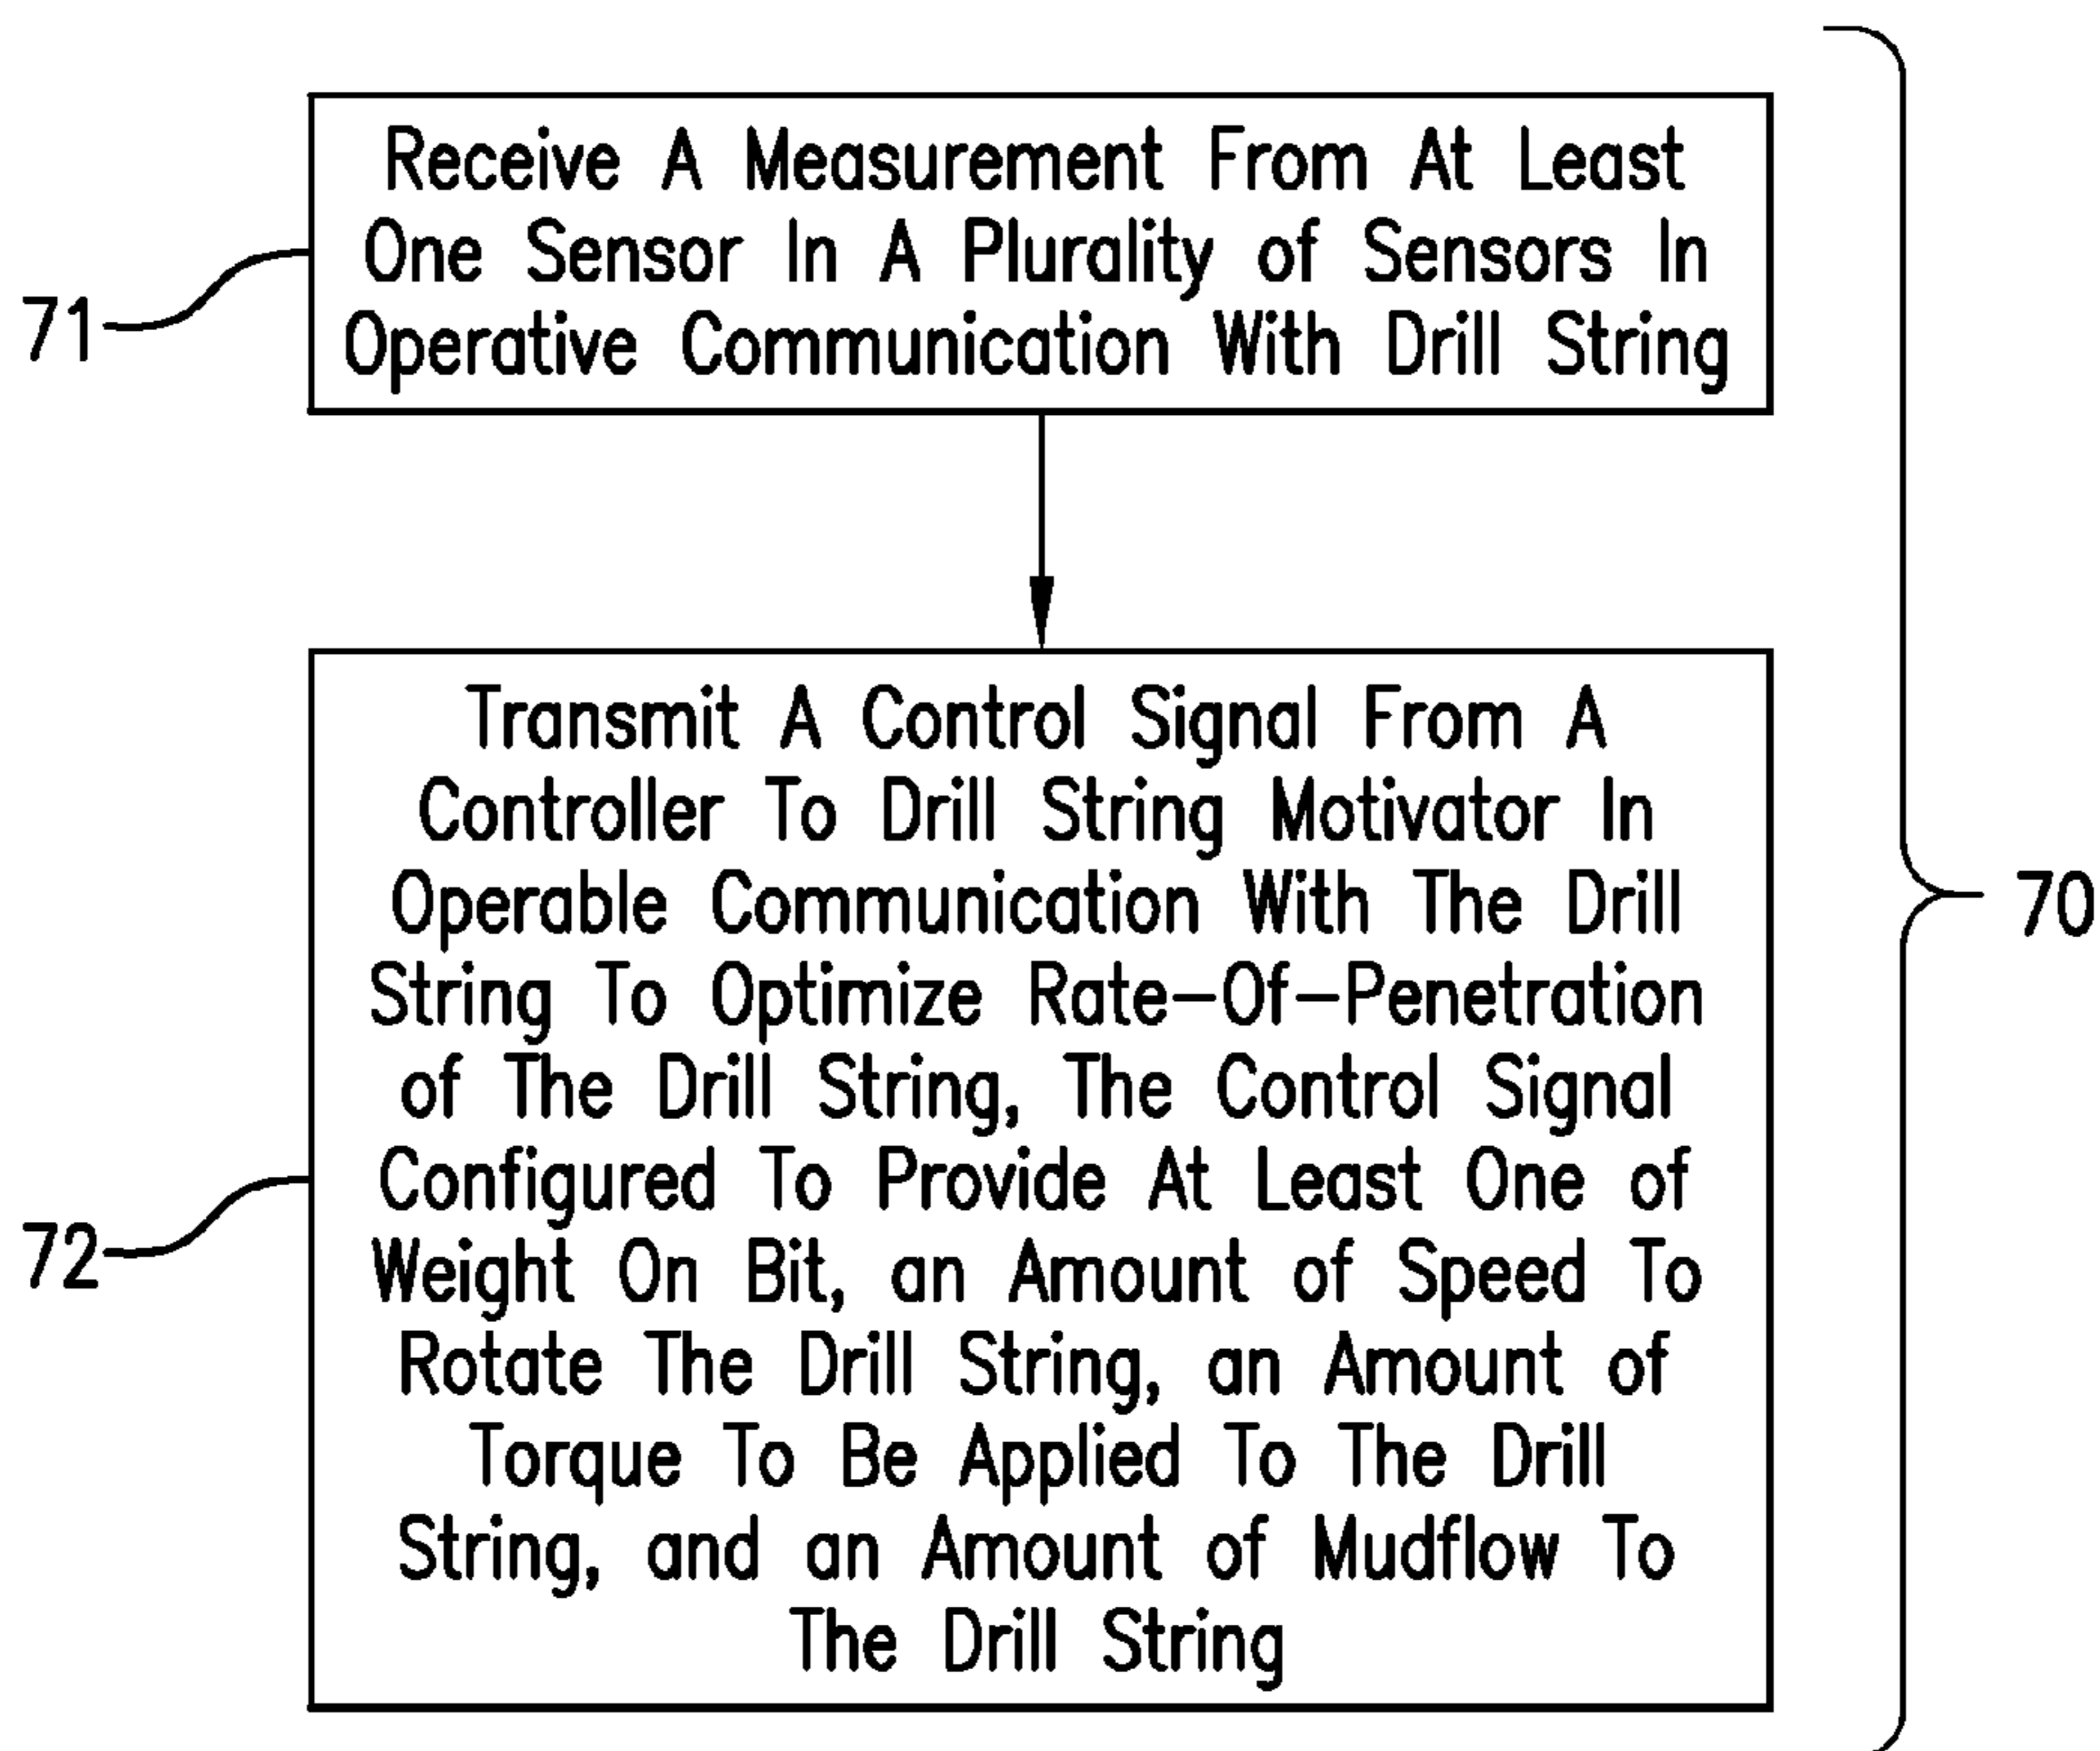 Receive A Measurement From At Least
One Sensor In A Plurality of Sensors In
Operative Communication With Drill String
71
Transmit A Control Signal From A
Controller To Drill String Motivator In
Operable Communication With The Drill
String To Optimize Rate-Of-Penetration
of The Drill String, The Control Signal
Configured To Provide At Least One of
Weight On Bit, an Amount of Speed To
Rotate The Drill String, an Amount of
Torque To Be Applied To The Drill
String, and an Amount of Mudflow To
The Drill String
72
70